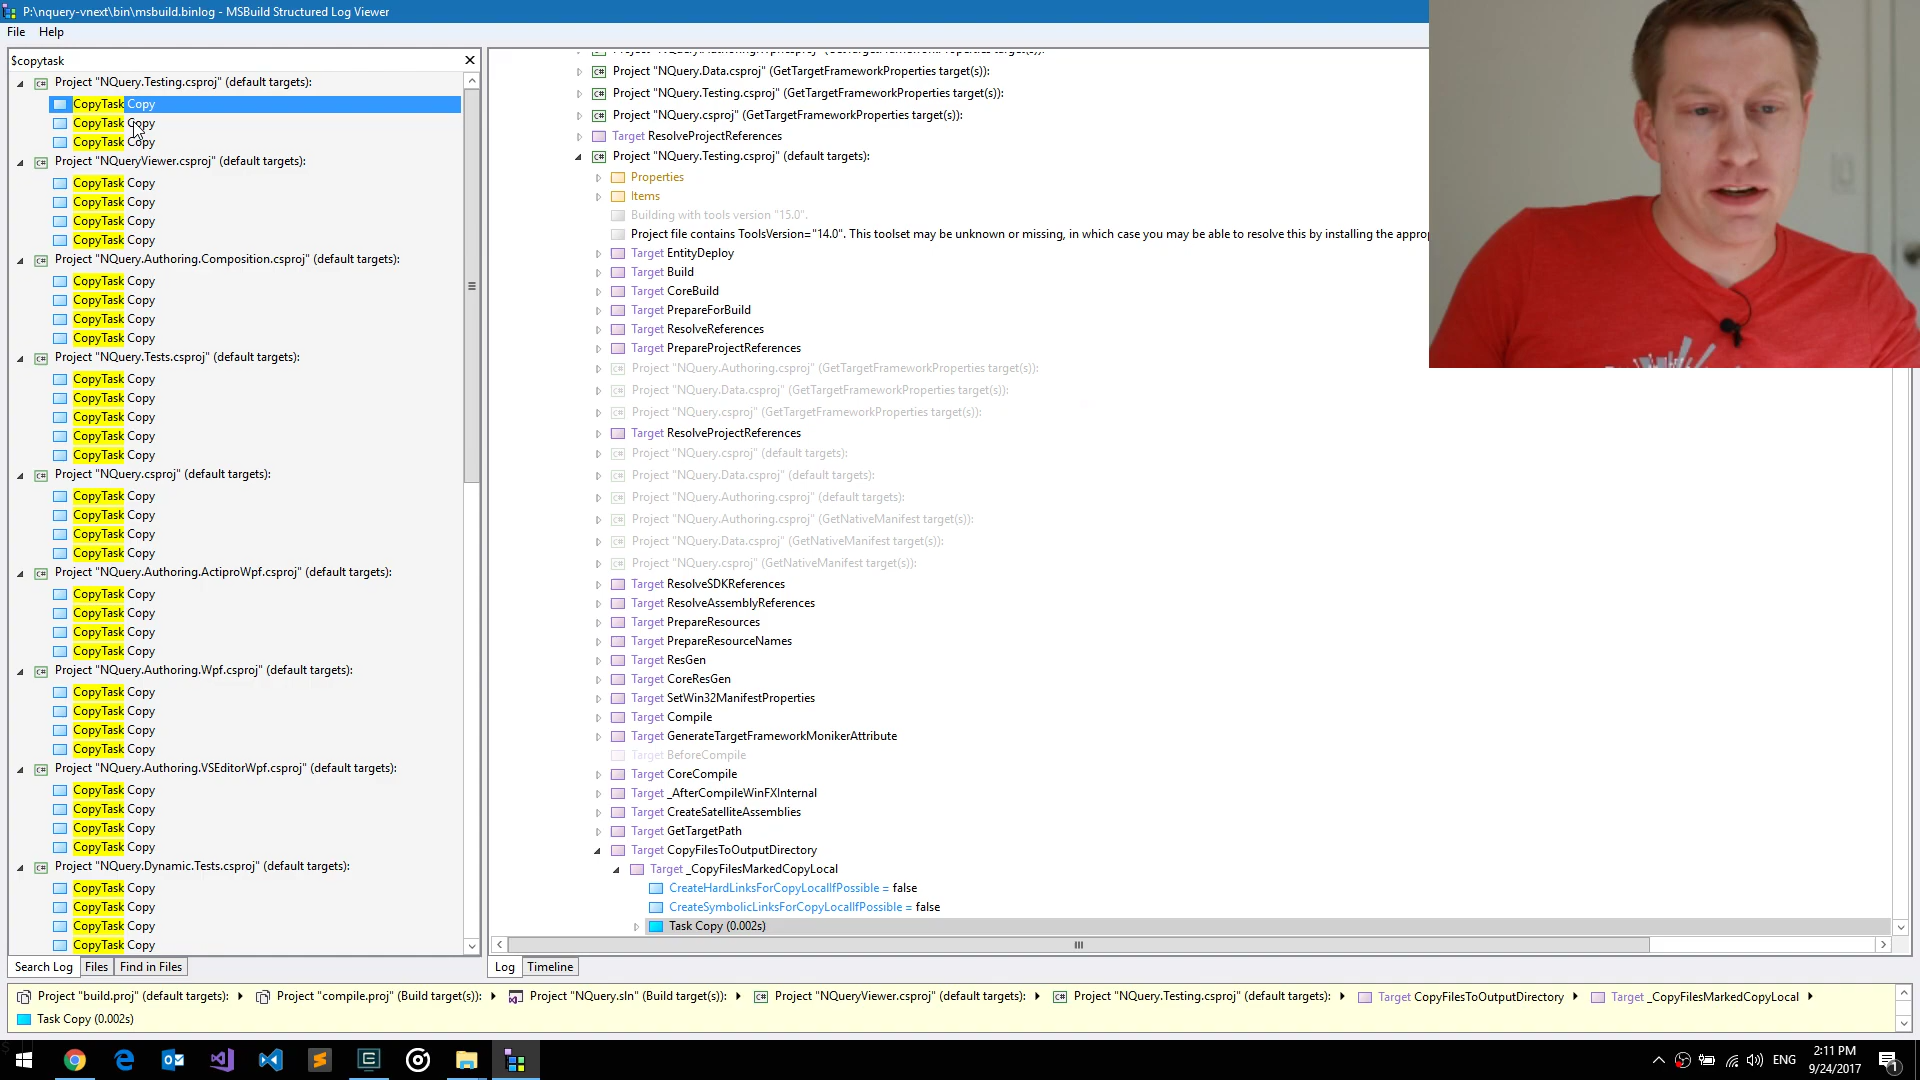 P:\nquery-vnext\bin\msbuild.binlog - MSBuild Structured Log Viewer
File Help
$copytask
Project "NQuery.Testing.csproj" (default targets):
CopyTask Copy
CopyTask Copy
CopyTask Copy
Project "NQueryViewer.csproj" (default targets):
CopyTask Copy
CopyTask Copy
CopyTask Copy
CopyTask Copy
Project "NQuery.Authoring.Composition.csproj" (default targets):
CopyTask Copy
CopyTask Copy
CopyTask Copy
CopyTask Copy
Project "NQuery.Tests.csproj" (default targets):
CopyTask Copy
CopyTask Copy
CopyTask Copy
CopyTask Copy
CopyTask Copy
Project "NQuery.csproj" (default targets):
CopyTask Copy
CopyTask Copy
CopyTask Copy
CopyTask Copy
Project "NQuery.Authoring.ActiproWpf.csproj" (default targets):
CopyTask Copy
CopyTask Copy
CopyTask Copy
CopyTask Copy
Project "NQuery.Authoring.Wpf.csproj" (default targets):
CopyTask Copy
CopyTask Copy
CopyTask Copy
CopyTask Copy
Project "NQuery.Authoring.VSEditorWpf.csproj" (default targets):
CopyTask Copy
CopyTask Copy
CopyTask Copy
CopyTask Copy
Project "NQuery.Dynamic.Tests.csproj" (default targets):
CopyTask Copy
CopyTask Copy
CopyTask Copy
CopyTask Copy
Search Log Files Find in Files
Project "NQuery.Data.csproj" (GetTargetFrameworkProperties target(s)):
Project "NQuery.Testing.csproj" (GetTargetFrameworkProperties target(s)):
Project "NQuery.csproj" (GetTargetFrameworkProperties target(s)):
Target ResolveProjectReferences
Project "NQuery.Testing.csproj" (default targets):
Properties
Items
Building with tools version "15.0".
Project file contains ToolsVersion="14.0". This toolset may be unknown or missing, in which case you may be able to resolve this by installing the appro
Target EntityDeploy
Target Build
Target CoreBuild
Target PrepareForBuild
Target ResolveReferences
Target PrepareProjectReferences
Project "NQuery.Authoring.csproj" (GetTargetFrameworkProperties target(s)):
Project "NQuery.Data.csproj" (GetTargetFrameworkProperties target(s)):
Project "NQuery.csproj" (GetTargetFrameworkProperties target(s)):
Target ResolveProjectReferences
Project "NQuery.csproj" (default targets):
Project "NQuery.Data.csproj" (default targets):
Project "NQuery.Authoring.csproj" (default targets):
Project "NQuery.Authoring.csproj" (GetNativeManifest target(s)):
Project "NQuery.Data.csproj" (GetNativeManifest target(s)):
Project "NQuery.csproj" (GetNativeManifest target(s)):
Target ResolveSDKReferences
Target ResolveAssemblyReferences
Target PrepareResources
Target PrepareResourceNames
Target ResGen
Target CoreResGen
Target SetWin32ManifestProperties
Target Compile
Target GenerateTargetFrameworkMonikerAttribute
Target BeforeCompile
Target CoreCompile
Target _AfterCompileWinFXInternal
Target CreateSatelliteAssemblies
Target GetTargetPath
Target CopyFilesToOutputDirectory
Target _CopyFilesMarkedCopyLocal
CreateHardLinksForCopyLocalIfPossible = false
CreateSymbolicLinksForCopyLocalIfPossible = false
Task Copy (0.002s)
Log Timeline
Project "build.proj" (default targets): Project "compile.proj" (Build target(s)): Project "NQuery.sln" (Build target(s)): Project "NQueryViewer.csproj" (default targets): Project "NQuery.Testing.csproj" (default targets): Target CopyFilesToOutputDirectory Target _CopyFilesMarkedCopyLocal
Task Copy (0.002s)
ENG
2:11 PM
9/24/2017
1